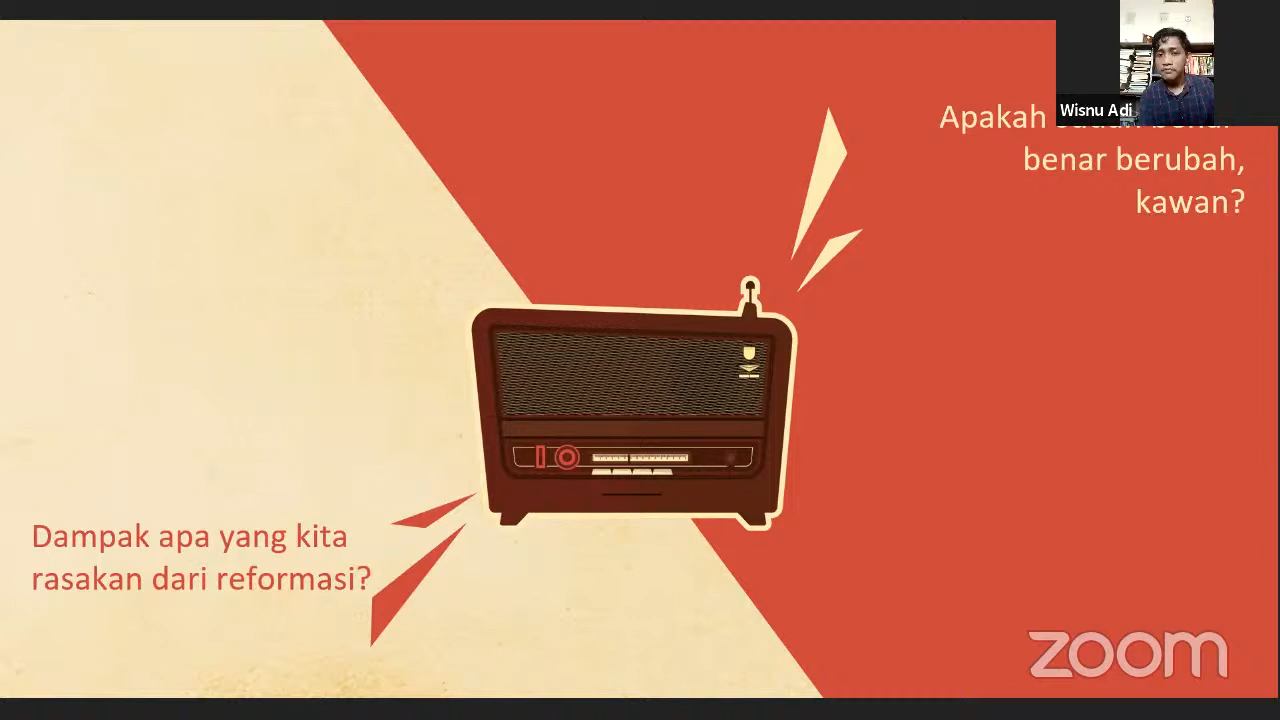 Wisnu Adi
Apakah
benar berubah,
kawan?
Dampak apa yang kita
rasakan dari reformasi?
zoom